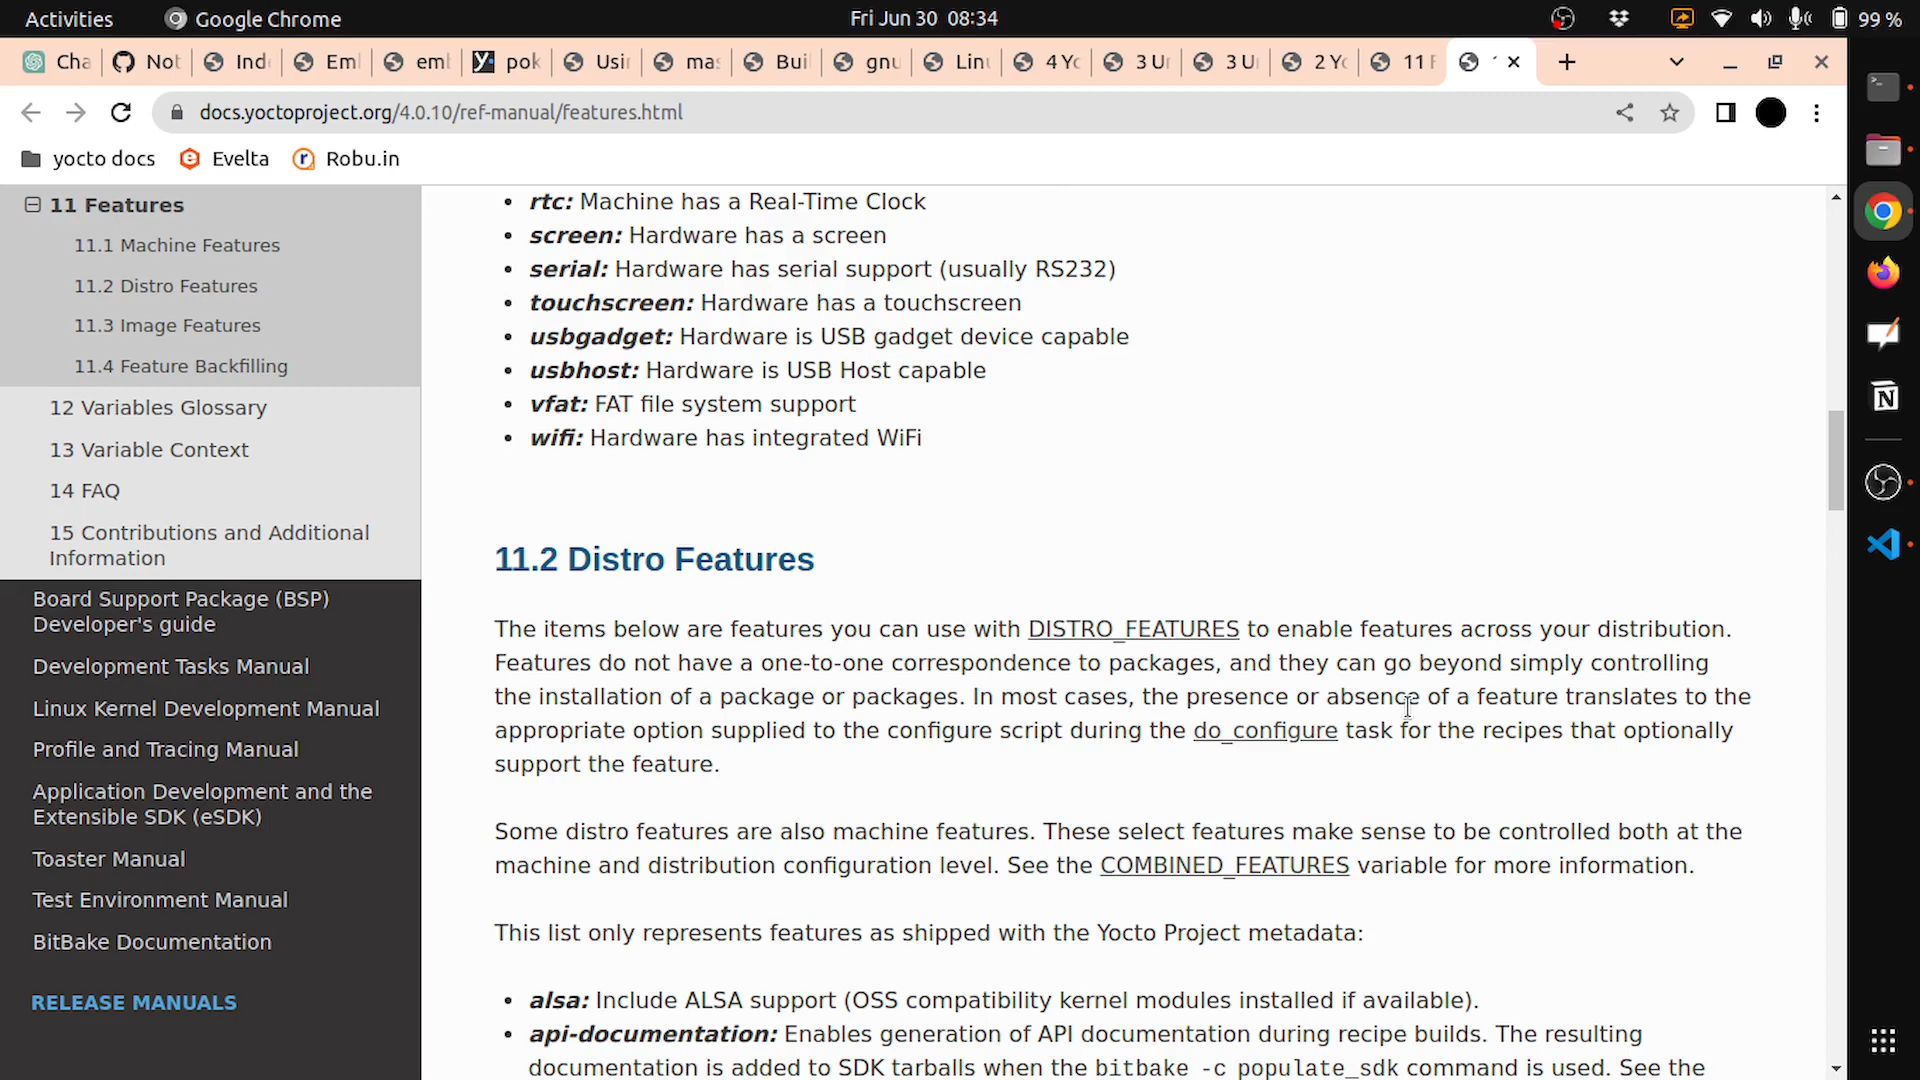 Activities
Google Chrome
Fri Jun 30 08:34
99 %
Cha
Not
Ind
Eml
emb
pok
Usi
mas
Bui
gnu
Lin
4 Yo
3 U
3 U
2 Yo
11 F
docs.yoctoproject.org/4.0.10/ref-manual/features.html
yocto docs
Evelta
Robu.in
11 Features
11.1 Machine Features
11.2 Distro Features
11.3 Image Features
11.4 Feature Backfilling
12 Variables Glossary
13 Variable Context
14 FAQ
15 Contributions and Additional
Information
Board Support Package (BSP)
Developer's guide
Development Tasks Manual
Linux Kernel Development Manual
Profile and Tracing Manual
Application Development and the
Extensible SDK (eSDK)
Toaster Manual
Test Environment Manual
BitBake Documentation
RELEASE MANUALS
• rtc: Machine has a Real-Time Clock
• screen: Hardware has a screen
• serial: Hardware has serial support (usually RS232)
• touchscreen: Hardware has a touchscreen
• usbgadget: Hardware is USB gadget device capable
• usbhost: Hardware is USB Host capable
• vfat: FAT file system support
• wifi: Hardware has integrated WiFi
11.2 Distro Features
The items below are features you can use with DISTRO_FEATURES to enable features across your distribution.
Features do not have a one-to-one correspondence to packages, and they can go beyond simply controlling
the installation of a package or packages. In most cases, the presence or absence of a feature translates to the
appropriate option supplied to the configure script during the do_configure task for the recipes that optionally
support the feature.
Some distro features are also machine features. These select features make sense to be controlled both at the
machine and distribution configuration level. See the COMBINED_FEATURES variable for more information.
This list only represents features as shipped with the Yocto Project metadata:
• alsa: Include ALSA support (OSS compatibility kernel modules installed if available).
• api-documentation: Enables generation of API documentation during recipe builds. The resulting
documentation is added to SDK tarballs when the bitbake -c populate_sdk command is used. See the